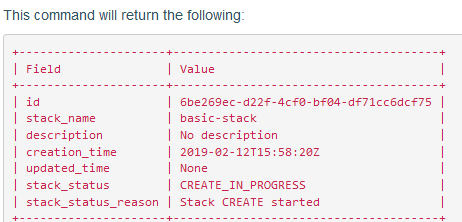 This command will return the following:
+---------------------+--------------------------------------+
| Field               | Value                                |
+---------------------+--------------------------------------+
| id                  | 6be269ec-d22f-4cf0-bf04-df71cc6dcf75 |
| stack_name          | basic-stack                          |
| description         | No description                       |
| creation_time       | 2019-02-12T15:58:20Z                 |
| updated_time        | None                                 |
| stack_status        | CREATE_IN_PROGRESS                   |
| stack_status_reason | Stack CREATE started                 |
+---------------------+--------------------------------------+